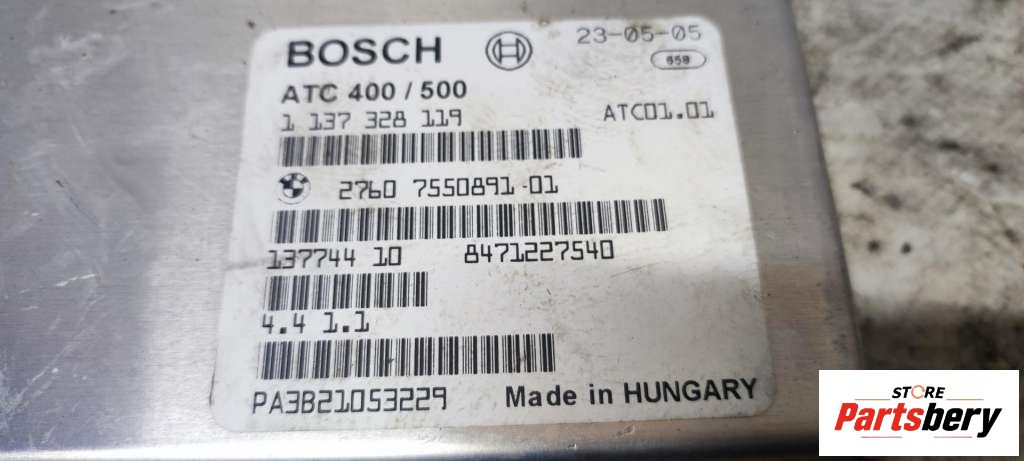 BOSCH 23-05-05
658
ATC 400 / 500
1 137 328 119 ATC01.01
2760 7550891-01
137744 10 8471227540
4.4 1.1
PA3B21053229 Made in HUNGARY
STORE
Partsbery